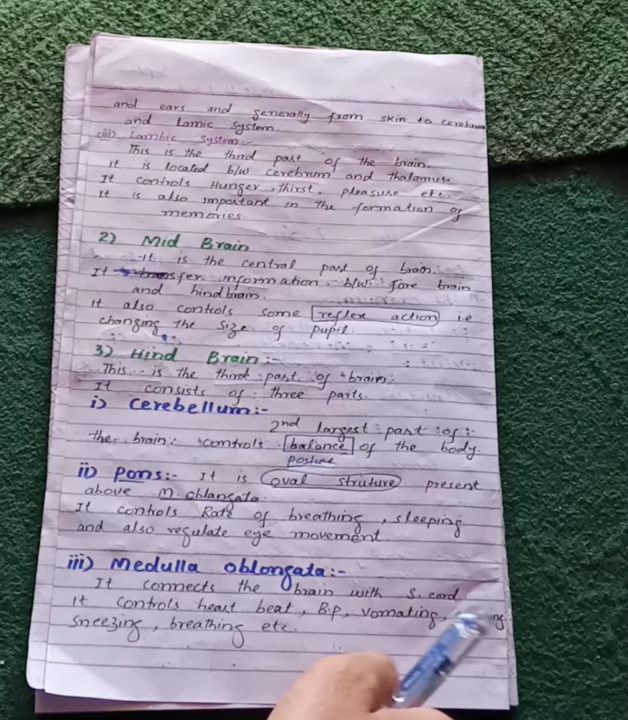 and ears and generally from skin to cerebrum
and Lamic System.
(iii) Lambic System:-
This is the third part of the brain.
it is located b/w cerebrum and thalamus.
It controls Hunger, thirst, pleasure etc.
It is also important in the formation of
memories.
2) Mid Brain
it is the central part of brain.
It transfer information b/w fore brain
and hindbrain.
it also controls some reflex action i.e
changing the size of pupil.
3) Hind Brain:-
This is the third part of brain.
It consists of three parts.
i) Cerebellum:-
2nd largest part of
the brain. controls balance of the body.
posture
ii) Pons:- It is oval struture present
above M.oblangata.
It controls Rate of breathing, sleeping
and also regulate eye movement
iii) Medulla oblongata:-
It connects the brain with S.cord.
it controls heart beat, B.P, Vomating,
Sneezing, breathing etc.